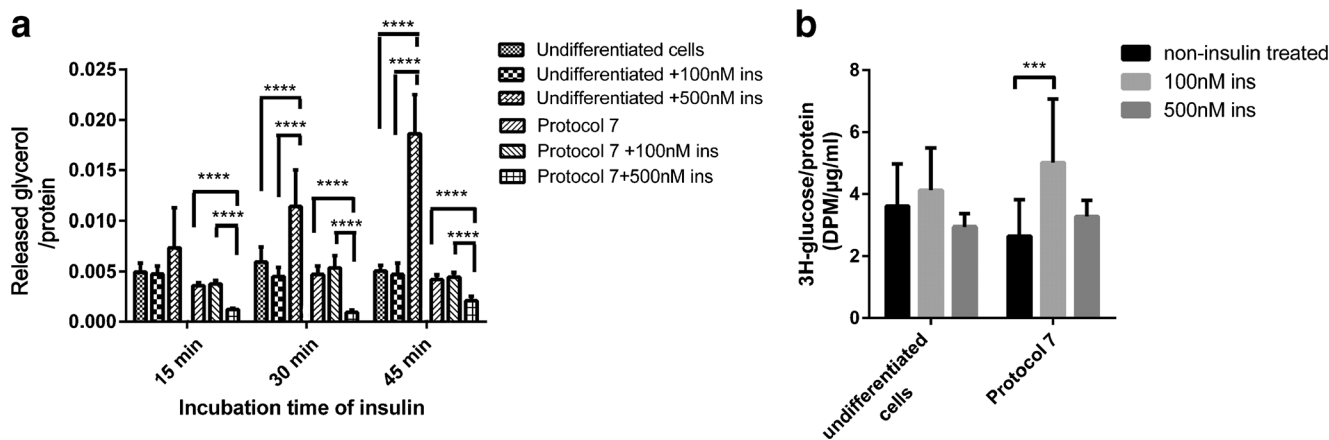 a
Released glycerol
/protein
0.025
0.020
0.015
0.010
0.005
0.000
****
****
****
****
****
****
****
****
****
****
15 min
30 min
45 min
Incubation time of insulin
Undifferentiated cells
Undifferentiated +100nM ins
Undifferentiated +500nM ins
Protocol 7
Protocol 7 +100nM ins
Protocol 7+500nM ins
b
3H-glucose/protein
(DPM/µg/ml)
8
6
4
2
0
***
undifferentiated
cells
Protocol 7
non-insulin treated
100nM ins
500nM ins